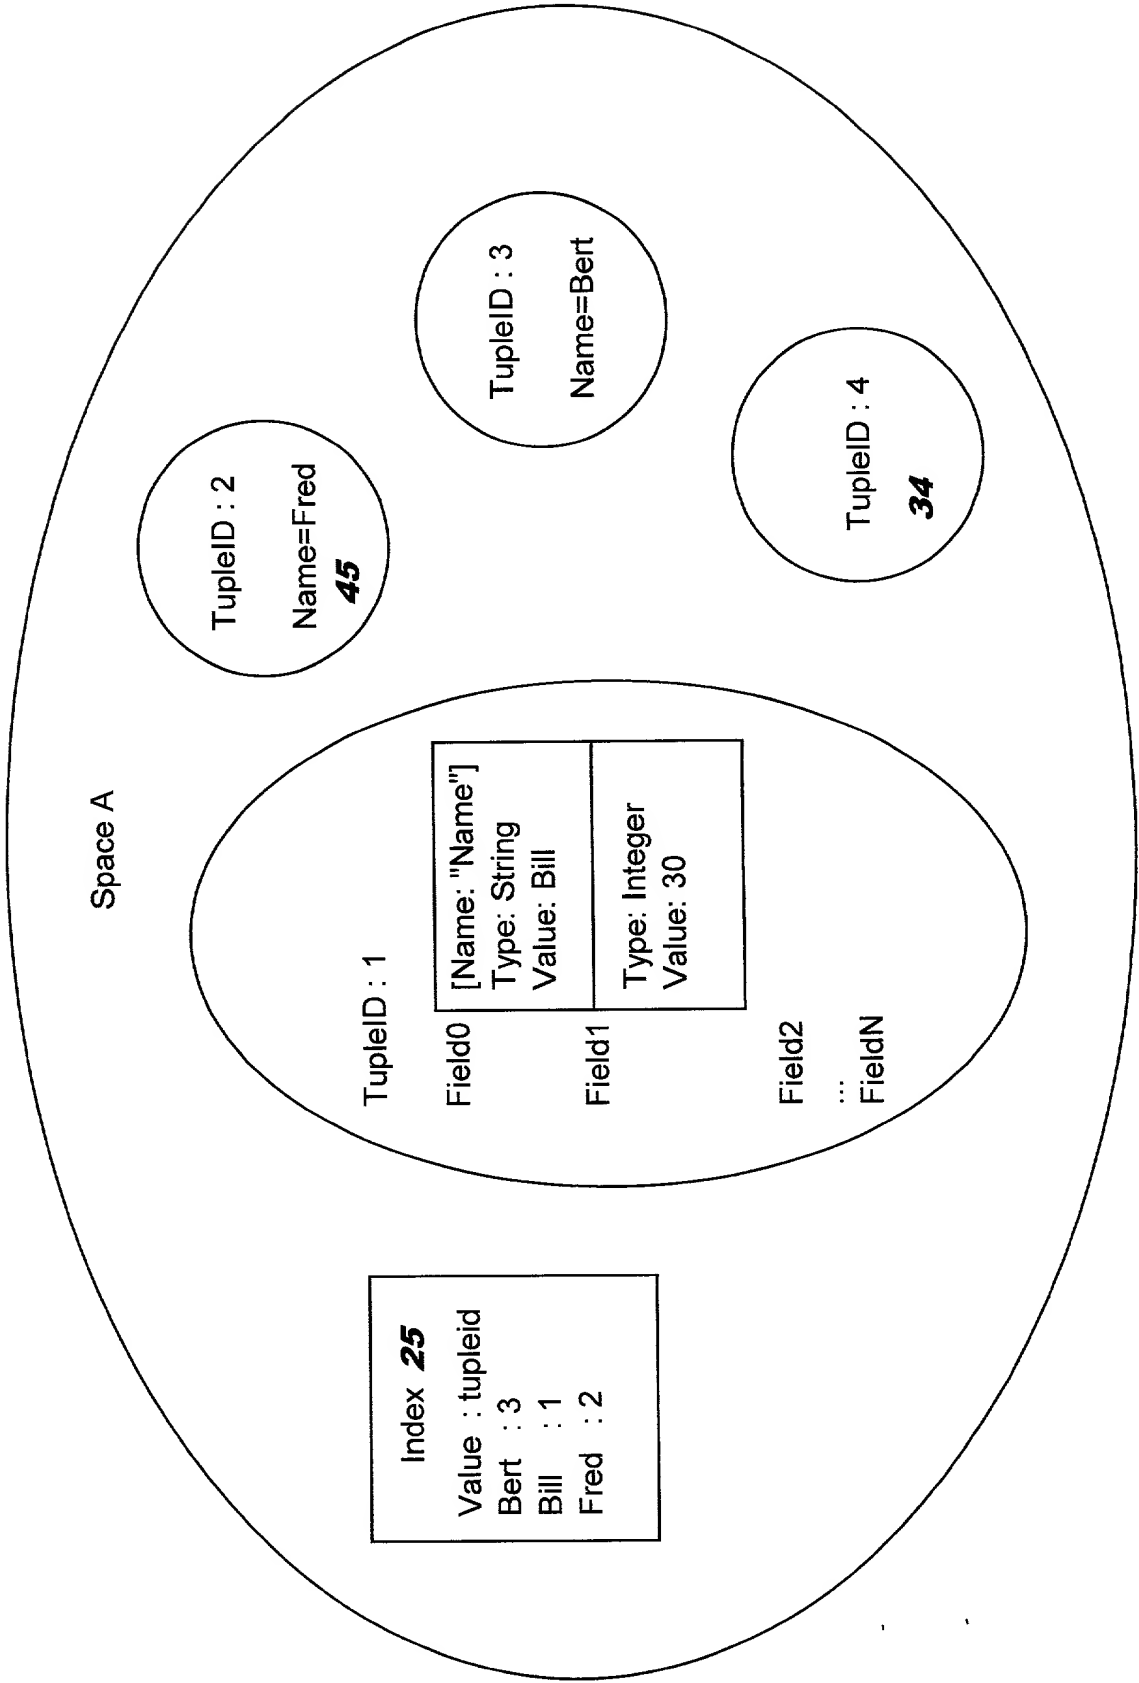 Space A
Index 25
Value : tupleid
Bert : 3
Bill : 1
Fred : 2
TupleID : 1
Field0
[Name: "Name"]
Type: String
Value: Bill
Field1
Type: Integer
Value: 30
Field2
...
FieldN
TupleID : 2
Name=Fred
45
TupleID : 3
Name=Bert
TupleID : 4
34